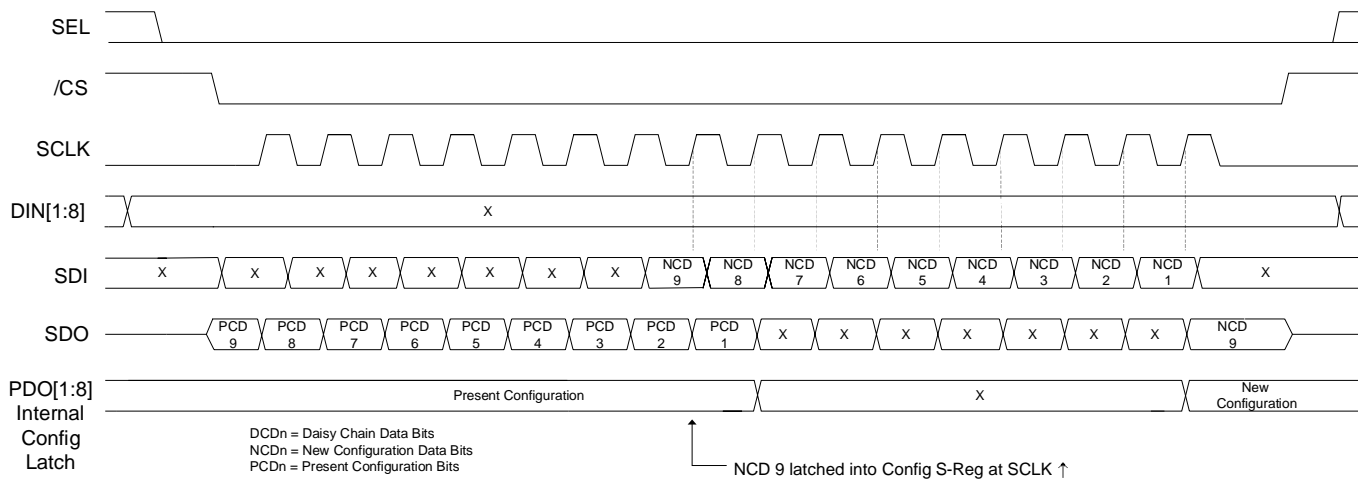 SEL
/CS
SCLK
DIN[1:8] X
SDI X X X X X X X X NCD 9 NCD 8 NCD 7 NCD 6 NCD 5 NCD 4 NCD 3 NCD 2 NCD 1 X
SDO PCD 9 PCD 8 PCD 7 PCD 6 PCD 5 PCD 4 PCD 3 PCD 2 PCD 1 X X X X X X X NCD 9
PDO[1:8]
Internal
Config
Latch
Present Configuration
X
New
Configuration
DCDn = Daisy Chain Data Bits
NCDn = New Configuration Data Bits
PCDn = Present Configuration Bits
NCD 9 latched into Config S-Reg at SCLK ↑